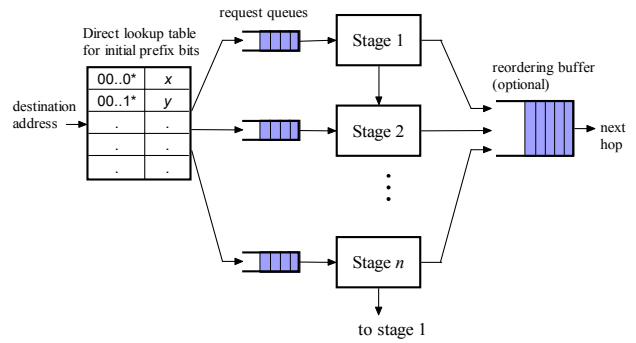 request queues
Direct lookup table
for initial prefix bits
Stage 1
reordering buffer
(optional)
00..0* x
00..1* y
destination
address
. .
. .
. .
Stage 2
next
hop
Stage n
to stage 1